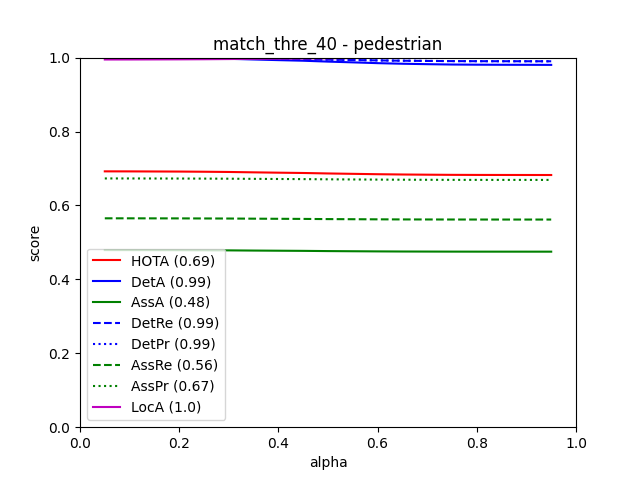 match_thre_40 - pedestrian
1.0
0.8
0.6
0.4
0.2
0.0
score
HOTA (0.69)
DetA (0.99)
AssA (0.48)
DetRe (0.99)
DetPr (0.99)
AssRe (0.56)
AssPr (0.67)
LocA (1.0)
0.0 0.2 0.4 0.6 0.8 1.0
alpha